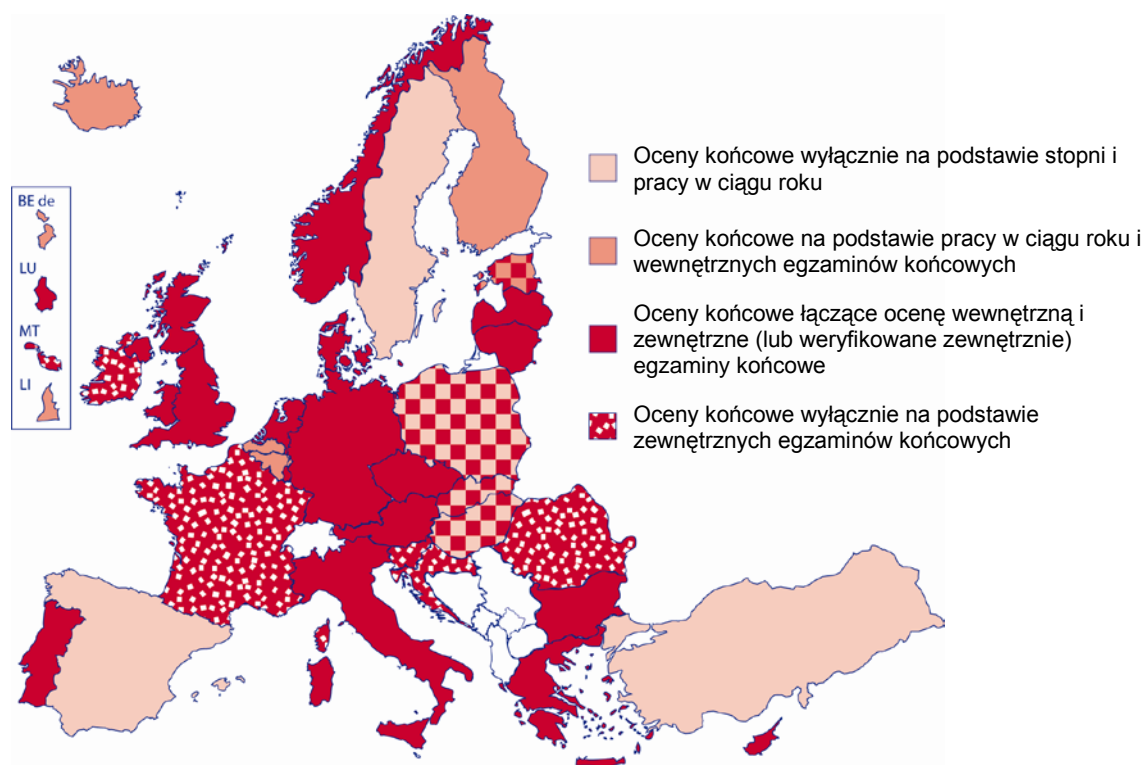 BE de
LU
MT
LI
Oceny końcowe wyłącznie na podstawie stopni i
pracy w ciągu roku
Oceny końcowe na podstawie pracy w ciągu roku i
wewnętrznych egzaminów końcowych
Oceny końcowe łączące ocenę wewnętrzną i
zewnętrzne (lub weryfikowane zewnętrznie)
egzaminy końcowe
Oceny końcowe wyłącznie na podstawie
zewnętrznych egzaminów końcowych